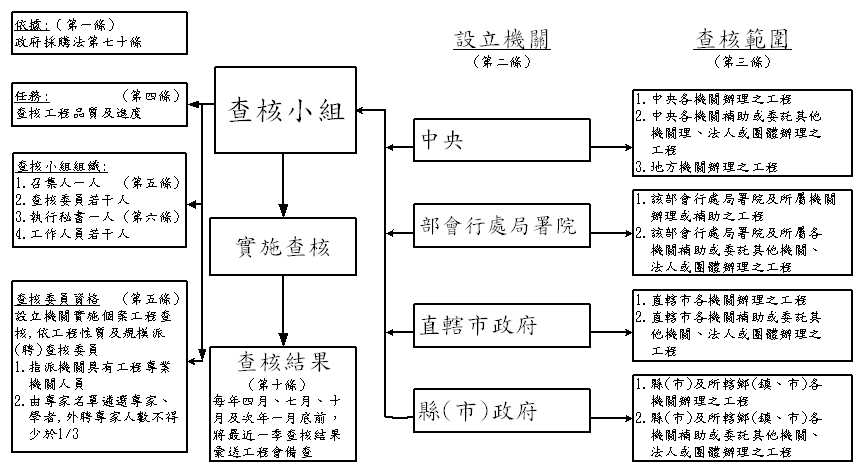 依據:(第一條)
政府採購法第七十條
任務: (第四條)
查核工程品質及進度
查核小組組織:
1.召集人一人 (第五條)
2.查核委員若干人
3.執行秘書一人 (第六條)
4.工作人員若干人
查核委員資格 (第五條)
設立機關實施個案工程查
核,依工程性質及規模派
(聘)查核委員
1.指派機關具有工程專業
機關人員
2.由專家名單遴選專家、
學者,外聘專家人數不得
少於1/3
查核小組
實施查核
查核結果
(第十條)
每年四月、七月、十
月及次年一月底前,
將最近一季查核結果
彙送工程會備查
設立機關
(第二條)
中央
部會行處局署院
直轄市政府
縣(市)政府
查核範圍
(第三條)
1.中央各機關辦理之工程
2.中央各機關補助或委託其他
機關理、法人或團體辦理之
工程
3.地方機關辦理之工程
1.該部會行處局署院及所屬機關
辦理或補助之工程
2.該部會行處局署院及所屬各
機關補助或委託其他機關、
法人或團體辦理之工程
1.直轄市各機關辦理之工程
2.直轄市各機關補助或委託其
他機關、法人或團體辦理之
工程
1.縣(市)及所轄鄉(鎮、市)各
機關辦理之工程
2.縣(市)及所轄鄉(鎮、市)各
機關補助或委託其他機關、
法人或團體辦理之工程